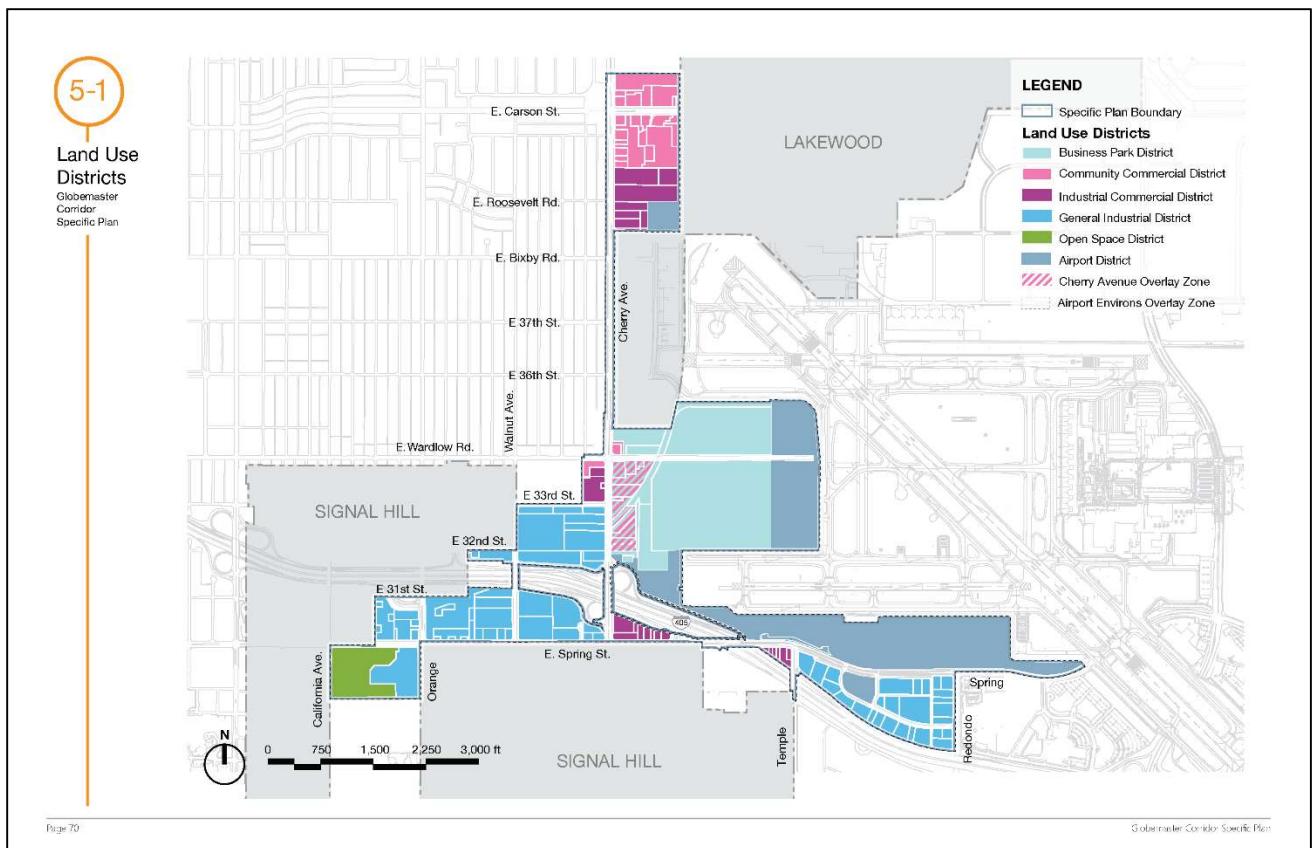 5-1
Land Use
Districts
Globemaster
Corridor
Specific Plan
E. Carson St.
E. Roosevelt Rd.
E. Bixby Rd.
E 37th St.
E 36th St.
E. Wardlow Rd.
E 33rd St.
E 32nd St.
E 31st St.
E. Spring St.
Spring
Cherry Ave.
Walnut Ave.
California Ave.
Orange
Temple
Redondo
405
LAKEWOOD
SIGNAL HILL
SIGNAL HILL
LEGEND
Specific Plan Boundary
Land Use Districts
Business Park District
Community Commercial District
Industrial Commercial District
General Industrial District
Open Space District
Airport District
Cherry Avenue Overlay Zone
Airport Environs Overlay Zone
N
0 750 1,500 2,250 3,000 ft
Page 70
Globemaster Corridor Specific Plan